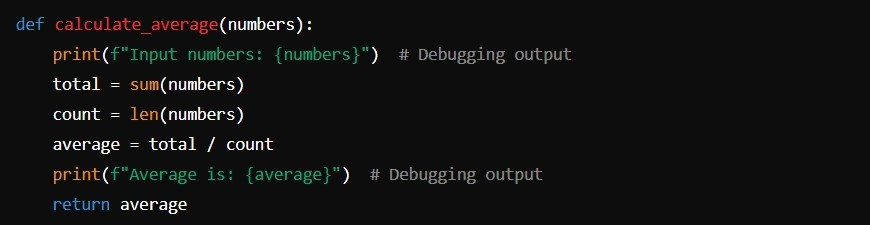 def calculate_average(numbers):
    print(f"Input numbers: {numbers}")  # Debugging output
    total = sum(numbers)
    count = len(numbers)
    average = total / count
    print(f"Average is: {average}")  # Debugging output
    return average